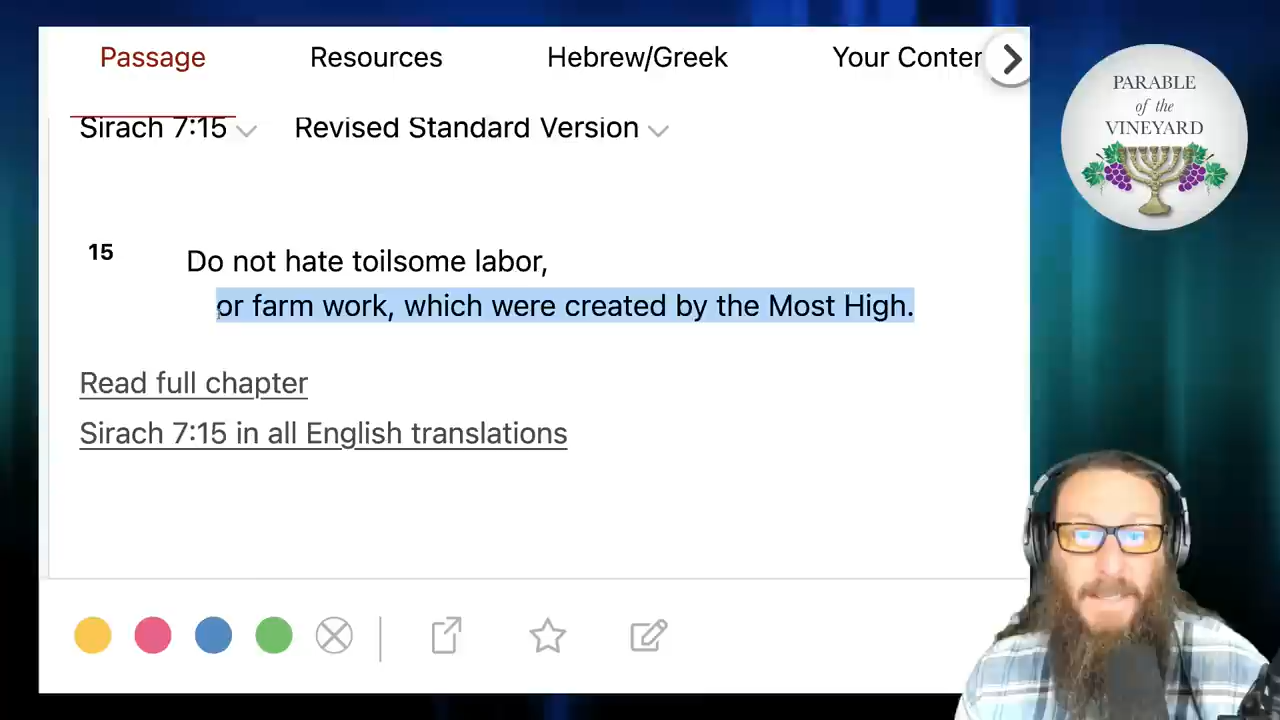 Passage Resources Hebrew/Greek Your Conten
Sirach 7:15 Revised Standard Version
15 Do not hate toilsome labor,
or farm work, which were created by the Most High.
Read full chapter
Sirach 7:15 in all English translations
PARABLE
of the
VINEYARD